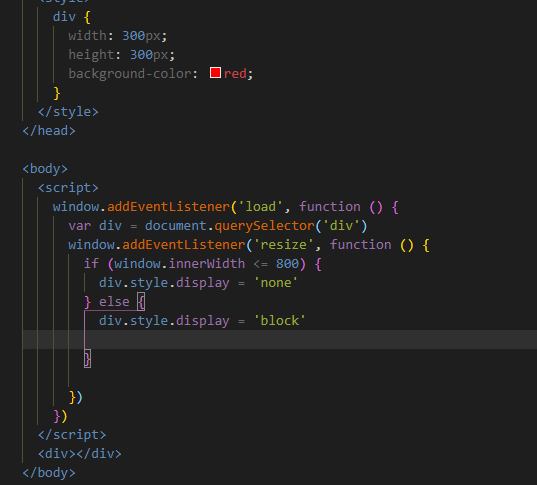 <style>
div {
width: 300px;
height: 300px;
background-color: red;
}
</style>
</head>
<body>
<script>
window.addEventListener('load', function () {
var div = document.querySelector('div')
window.addEventListener('resize', function () {
if (window.innerWidth <= 800) {
div.style.display = 'none'
} else {
div.style.display = 'block'
}
})
})
</script>
<div></div>
</body>